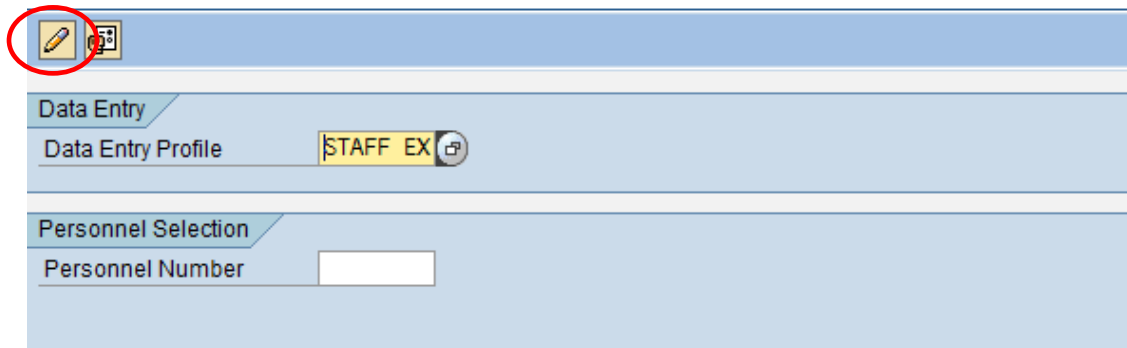 Data Entry
Data Entry Profile STAFF EX
Personnel Selection
Personnel Number